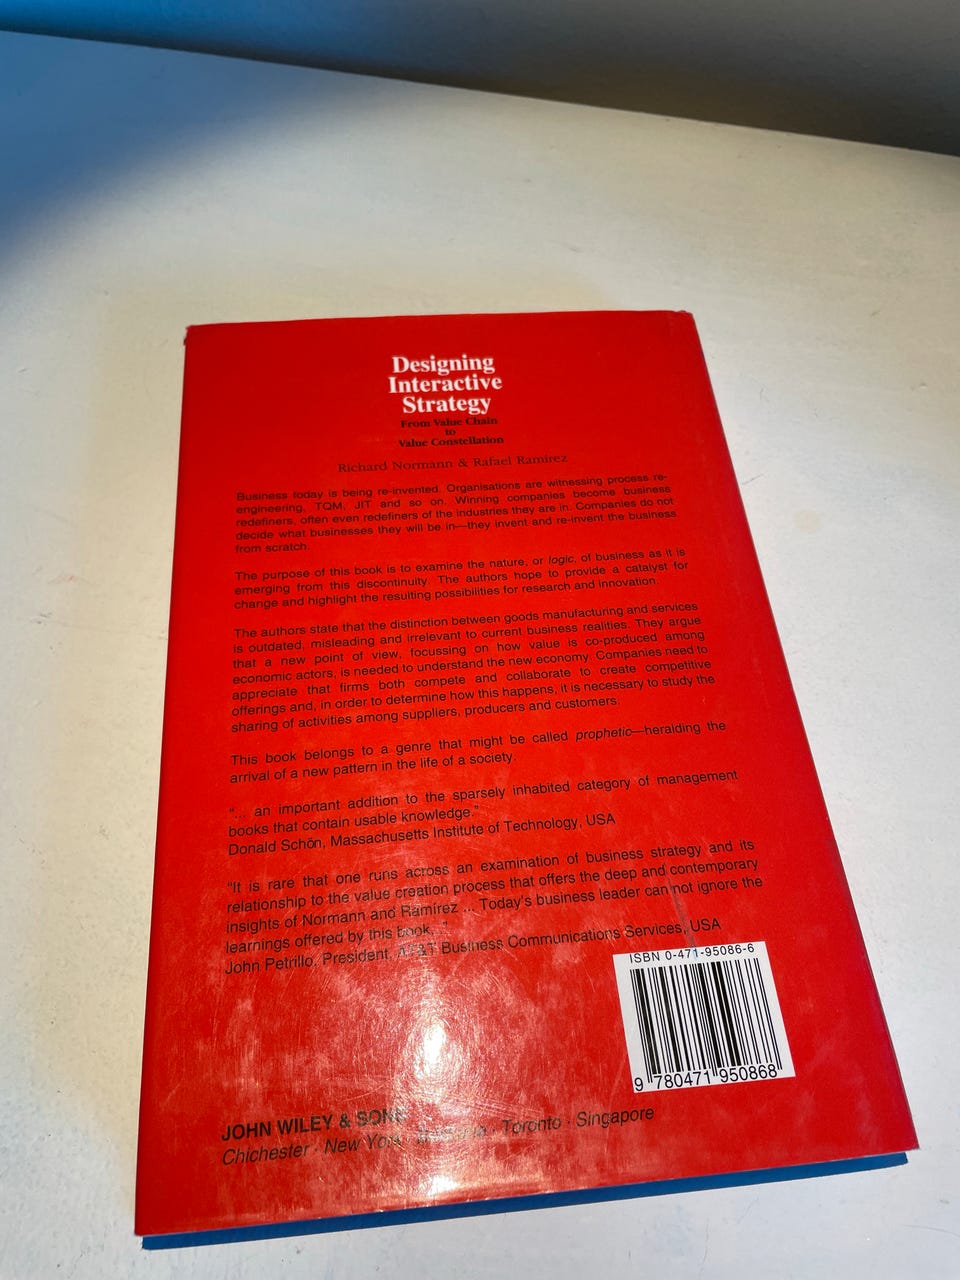 Designing
Interactive
Strategy
From Value Chain
to
Value Constellation
Richard Normann & Rafael Ramírez
Business today is being re-invented. Organisations are witnessing process re-
engineering, TQM, JIT and so on. Winning companies become business
redefiners, often even redefiners of the industries they are in. Companies do not
decide what businesses they will be in—they invent and re-invent the business
from scratch.
The purpose of this book is to examine the nature, or logic, of business as it is
emerging from this discontinuity. The authors hope to provide a catalyst for
change and highlight the resulting possibilities for research and innovation.
The authors state that the distinction between goods manufacturing and services
is outdated, misleading and irrelevant to current business realities. They argue
that a new point of view, focussing on how value is co-produced among
economic actors, is needed to understand the new economy. Companies need to
appreciate that firms both compete and collaborate to create competitive
offerings and, in order to determine how this happens, it is necessary to study the
sharing of activities among suppliers, producers and customers.
This book belongs to a genre that might be called prophetic—heralding the
arrival of a new pattern in the life of a society.
"... an important addition to the sparsely inhabited category of management
books that contain usable knowledge."
Donald Schön, Massachusetts Institute of Technology, USA
"It is rare that one runs across an examination of business strategy and its
relationship to the value creation process that offers the deep and contemporary
insights of Normann and Ramírez ... Today's business leader can not ignore the
learnings offered by this book. ..."
John Petrillo, President, AT&T Business Communications Services, USA
ISBN 0-471-95086-6
9 780471 950868
JOHN WILEY & SONS
Chichester · New York · Toronto · Singapore